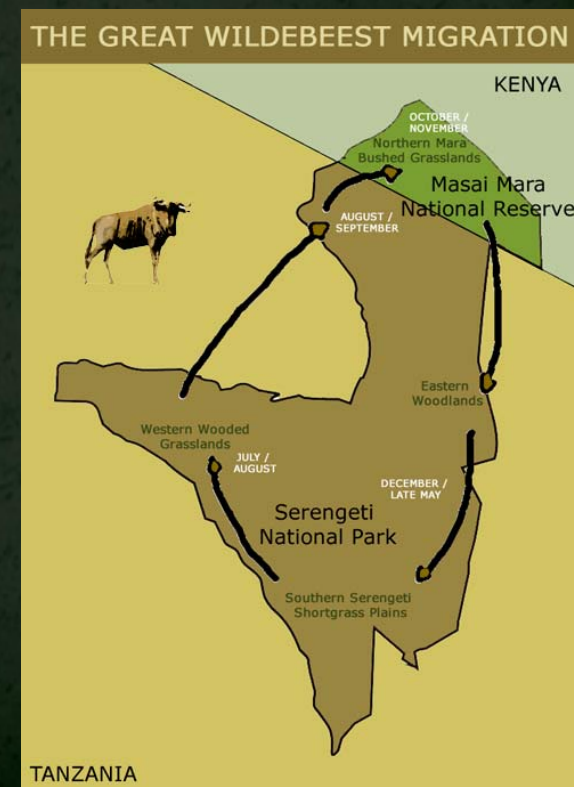 THE GREAT WILDEBEEST MIGRATION
KENYA
OCTOBER /
NOVEMBER
Northern Mara
Bushed Grasslands
Masai Mara
National Reserve
AUGUST /
SEPTEMBER
Eastern
Woodlands
Western Wooded
Grasslands
JULY /
AUGUST
DECEMBER /
LATE MAY
Serengeti
National Park
Southern Serengeti
Shortgrass Plains
TANZANIA